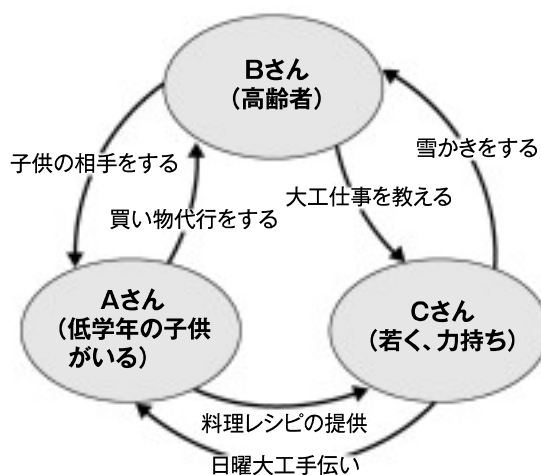 Bさん
（高齢者）
子供の相手をする
雪かきをする
大工仕事を教える
買い物代行をする
Aさん
（低学年の子供
がいる）
Cさん
（若く、力持ち）
料理レシピの提供
日曜大工手伝い